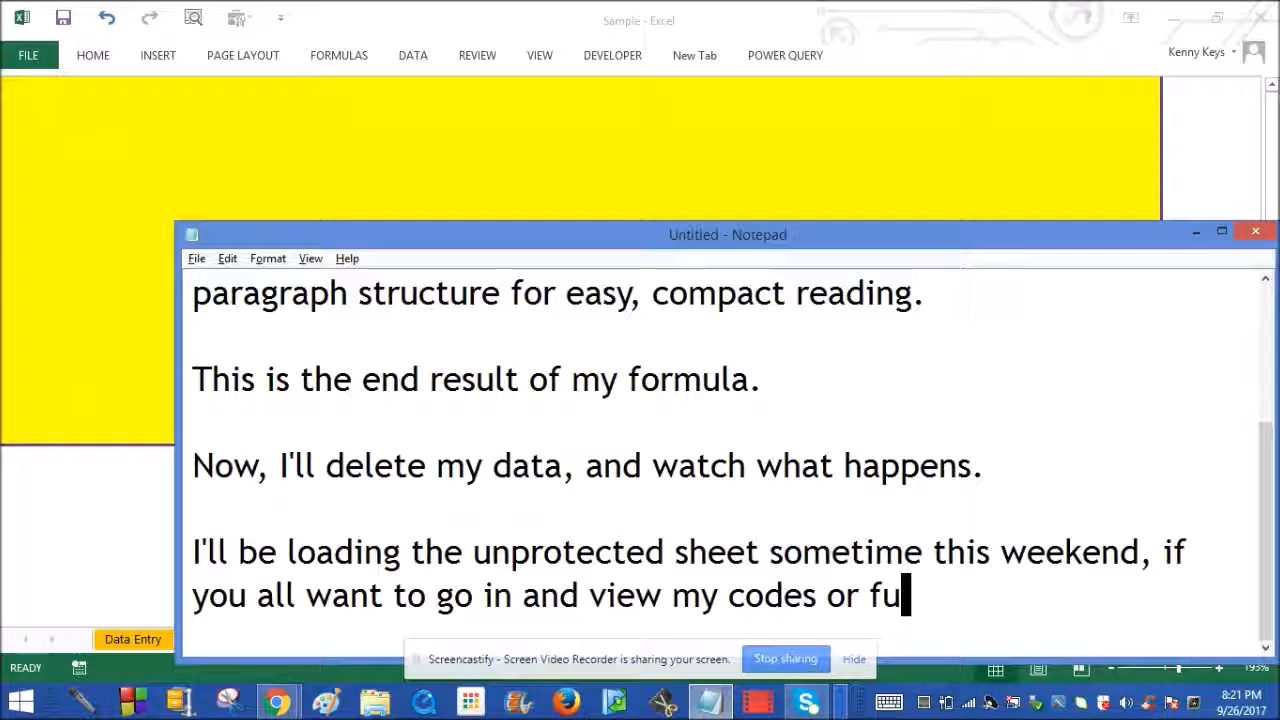 Sample - Excel
FILE HOME INSERT PAGE LAYOUT FORMULAS DATA REVIEW VIEW DEVELOPER New Tab POWER QUERY Kenny Keys
Untitled - Notepad
File Edit Format View Help
paragraph structure for easy, compact reading.
This is the end result of my formula.
Now, I'll delete my data, and watch what happens.
I'll be loading the unprotected sheet sometime this weekend, if
you all want to go in and view my codes or fu
Data Entry
Screencastify - Screen Video Recorder is sharing your screen. Stop sharing Hide
READY 193%
8:21 PM
9/26/2017